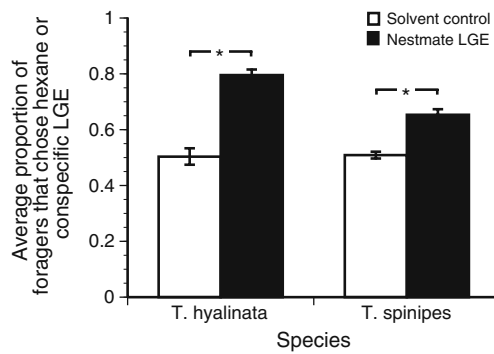 Solvent control
Nestmate LGE
Average proportion of
foragers that chose hexane or
conspecific LGE
1
0.8
0.6
0.4
0.2
0
*
*
T. hyalinata
T. spinipes
Species